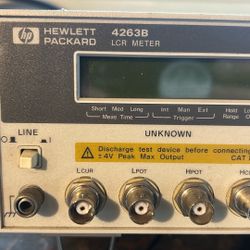 hp HEWLETT PACKARD 4263B LCR METER
Short Med Long Int Man Ext Hold
Meas Time Trigger Range
LINE UNKNOWN
Discharge test device before connecting
±4V Peak Max Output CAT
LCUR LPOT HPOT